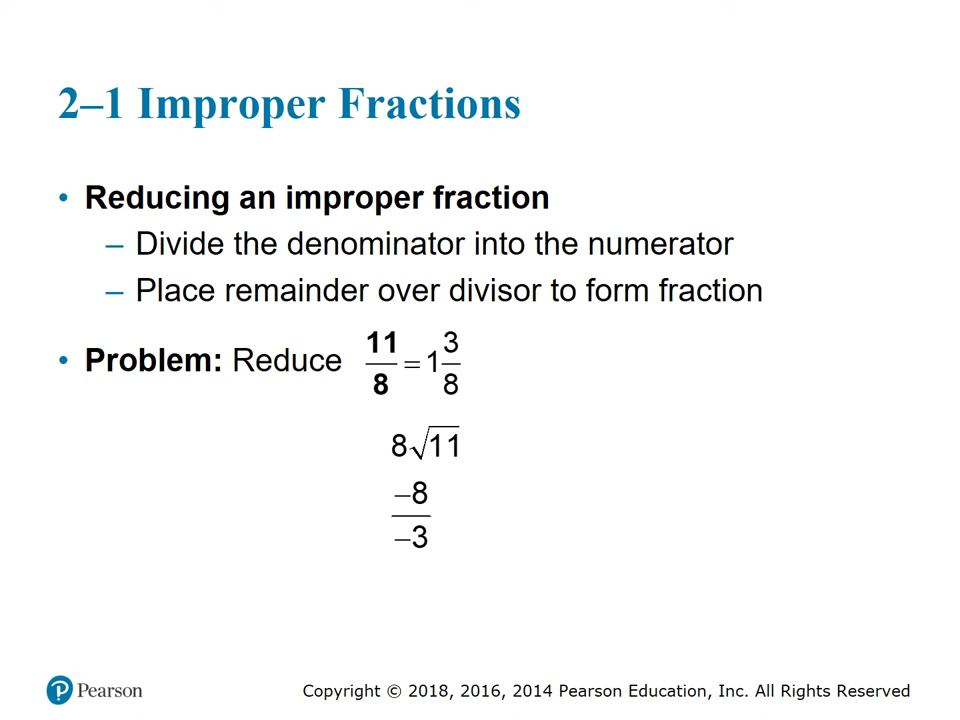 2–1 Improper Fractions
• Reducing an improper fraction
– Divide the denominator into the numerator
– Place remainder over divisor to form fraction
• Problem: Reduce 11/8 = 1 3/8
8√11
–8
–3
Pearson
Copyright © 2018, 2016, 2014 Pearson Education, Inc. All Rights Reserved